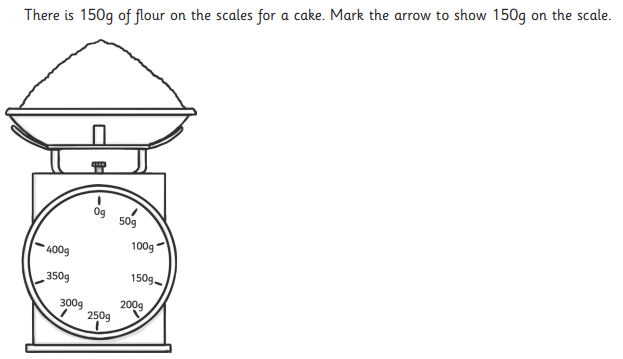 There is 150g of flour on the scales for a cake. Mark the arrow to show 150g on the scale.
0g
50g
100g
150g
200g
250g
300g
350g
400g